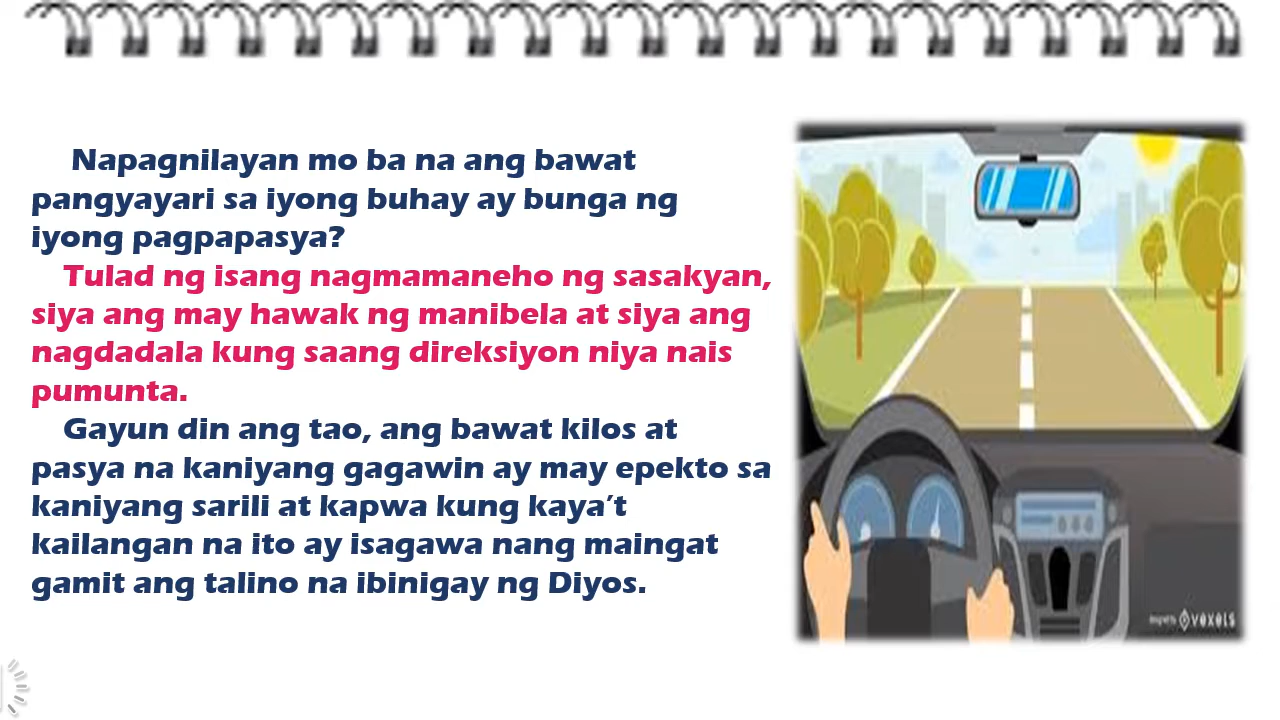 Napagnilayan mo ba na ang bawat
pangyayari sa iyong buhay ay bunga ng
iyong pagpapasya?
Tulad ng isang nagmamaneho ng sasakyan,
siya ang may hawak ng manibela at siya ang
nagdadala kung saang direksiyon niya nais
pumunta.
Gayun din ang tao, ang bawat kilos at
pasya na kaniyang gagawin ay may epekto sa
kaniyang sarili at kapwa kung kaya’t
kailangan na ito ay isagawa nang maingat
gamit ang talino na ibinigay ng Diyos.
vexels